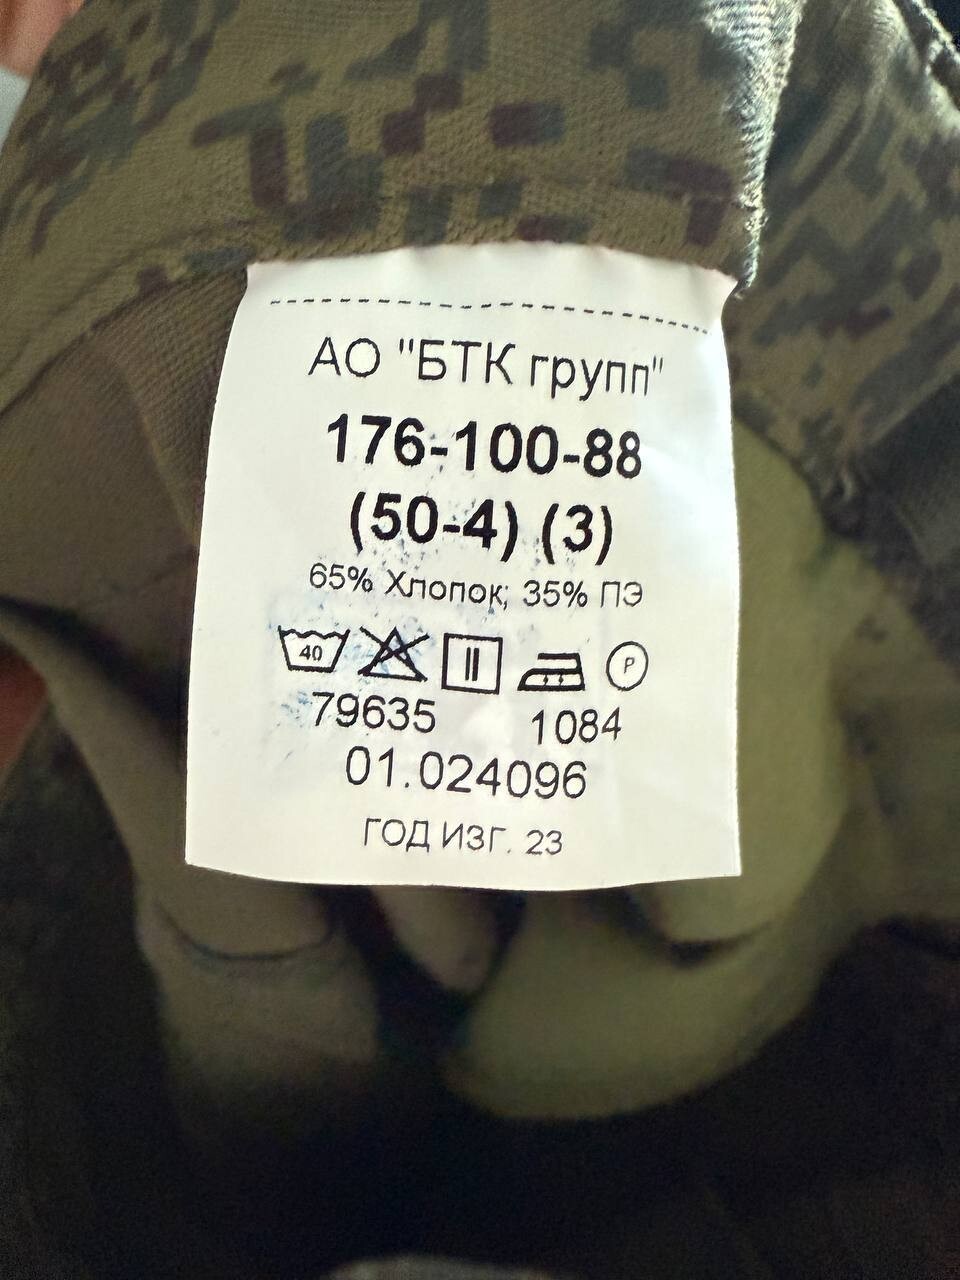 АО "БТК групп"
176-100-88
(50-4) (3)
65% Хлопок; 35% ПЭ
40 P
79635 1084
01.024096
ГОД ИЗГ. 23